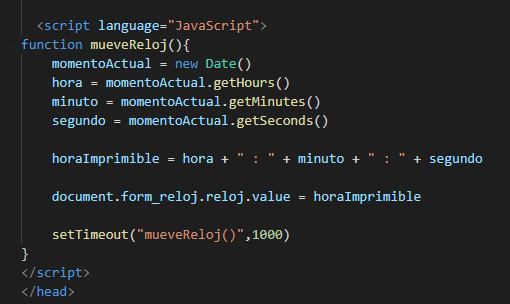 <script language="JavaScript">
function mueveReloj(){
    momentoActual = new Date()
    hora = momentoActual.getHours()
    minuto = momentoActual.getMinutes()
    segundo = momentoActual.getSeconds()

    horaImprimible = hora + " : " + minuto + " : " + segundo

    document.form_reloj.reloj.value = horaImprimible

    setTimeout("mueveReloj()",1000)
}
</script>
</head>